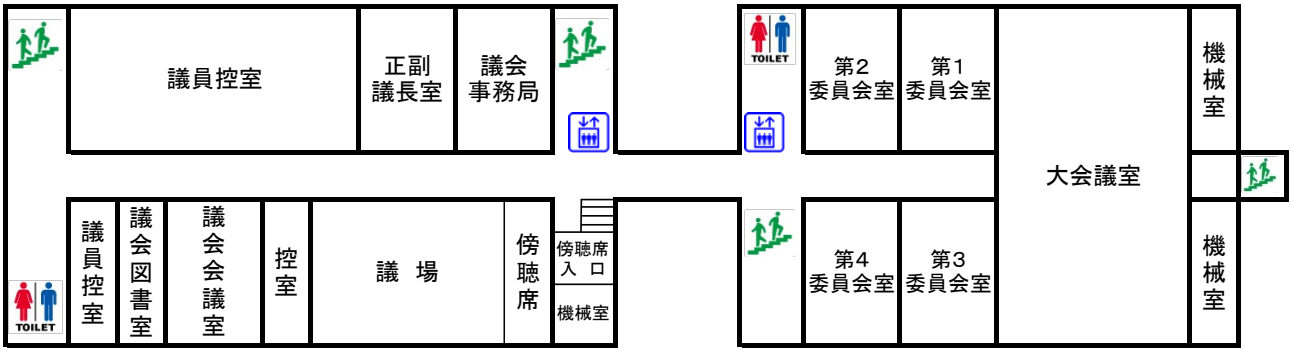 議員控室
正副
議長室
議会
事務局
TOILET
第2
委員会室
第1
委員会室
大会議室
機械室
議員控室
議会図書室
議会会議室
控室
議 場
傍聴席
傍聴席
入 口
機械室
第4
委員会室
第3
委員会室
機械室
TOILET